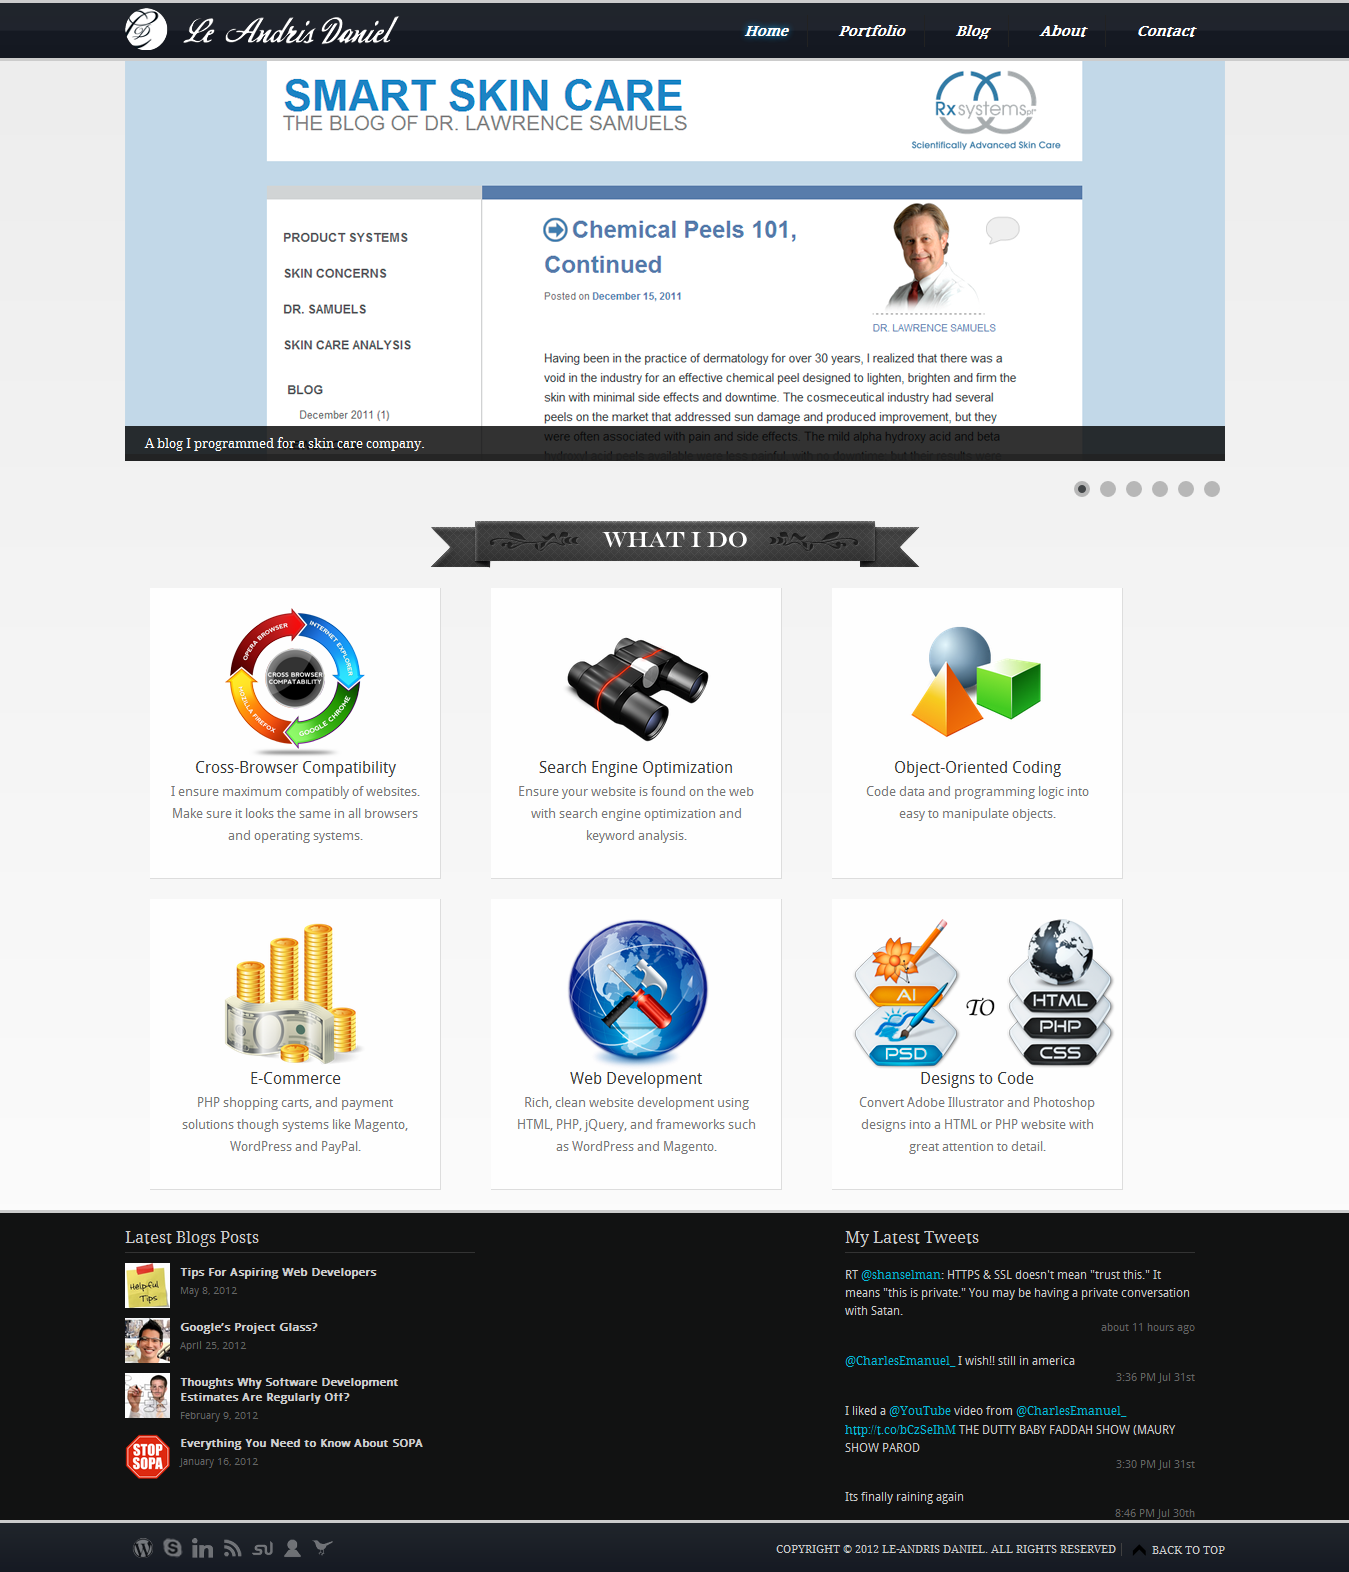 Le Andris Daniel
Home Portfolio Blog About Contact
SMART SKIN CARE
THE BLOG OF DR. LAWRENCE SAMUELS
Rxsystems
Scientifically Advanced Skin Care
PRODUCT SYSTEMS
SKIN CONCERNS
DR. SAMUELS
SKIN CARE ANALYSIS
BLOG
December 2011 (1)
Chemical Peels 101,
Continued
Posted on December 15, 2011
DR. LAWRENCE SAMUELS
Having been in the practice of dermatology for over 30 years, I realized that there was a
void in the industry for an effective chemical peel designed to lighten, brighten and firm the
skin with minimal side effects and downtime. The cosmeceutical industry had several
peels on the market that addressed sun damage and produced improvement, but they
were often associated with pain and side effects. The mild alpha hydroxy acid and beta
A blog I programmed for a skin care company.
WHAT I DO
OPERA BROWSER
INTERNET EXPLORER
CROSS BROWSER
COMPATABILITY
MOZILLA FIREFOX
GOOGLE CHROME
Cross-Browser Compatibility
I ensure maximum compatibly of websites.
Make sure it looks the same in all browsers
and operating systems.
Search Engine Optimization
Ensure your website is found on the web
with search engine optimization and
keyword analysis.
Object-Oriented Coding
Code data and programming logic into
easy to manipulate objects.
E-Commerce
PHP shopping carts, and payment
solutions though systems like Magento,
WordPress and PayPal.
Web Development
Rich, clean website development using
HTML, PHP, jQuery, and frameworks such
as WordPress and Magento.
AI
PSD
TO
HTML
PHP
CSS
Designs to Code
Convert Adobe Illustrator and Photoshop
designs into a HTML or PHP website with
great attention to detail.
Latest Blogs Posts
Helpful
Tips
Tips For Aspiring Web Developers
May 8, 2012
Google's Project Glass?
April 25, 2012
Thoughts Why Software Development
Estimates Are Regularly Off?
February 9, 2012
STOP
SOPA
Everything You Need to Know About SOPA
January 16, 2012
My Latest Tweets
RT @shanselman: HTTPS & SSL doesn't mean "trust this." It
means "this is private." You may be having a private conversation
with Satan.
about 11 hours ago
@CharlesEmanuel_ I wish!! still in america
3:36 PM Jul 31st
I liked a @YouTube video from @CharlesEmanuel_
http://t.co/bCzSeIhM THE DUTTY BABY FADDAH SHOW (MAURY
SHOW PAROD
3:30 PM Jul 31st
Its finally raining again
8:46 PM Jul 30th
COPYRIGHT © 2012 LE-ANDRIS DANIEL. ALL RIGHTS RESERVED
BACK TO TOP